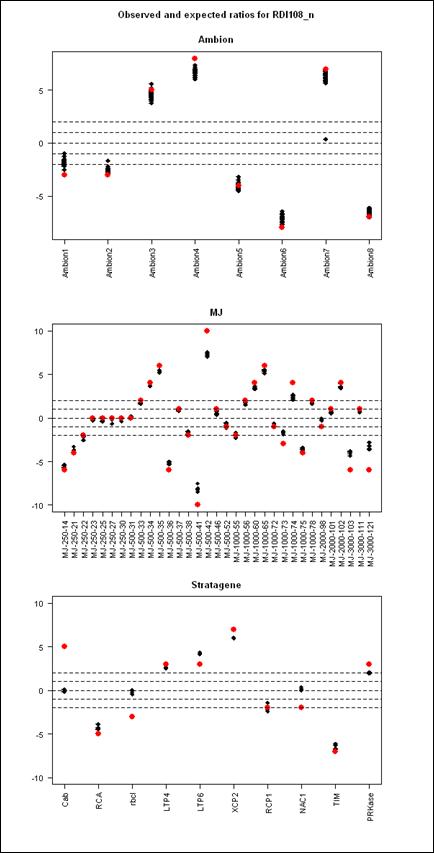 Observed and expected ratios for RDI108_n
Ambion
5
0
-5
Ambion1 Ambion2 Ambion3 Ambion4 Ambion5 Ambion6 Ambion7 Ambion8
MJ
10
5
0
-5
-10
MJ-250-14 MJ-250-21 MJ-250-22 MJ-250-23 MJ-250-25 MJ-250-27 MJ-250-30 MJ-500-31 MJ-500-33 MJ-500-34 MJ-500-35 MJ-500-36 MJ-500-37 MJ-500-38 MJ-500-41 MJ-500-42 MJ-500-46 MJ-500-52 MJ-1000-55 MJ-1000-56 MJ-1000-60 MJ-1000-65 MJ-1000-72 MJ-1000-73 MJ-1000-74 MJ-1000-75 MJ-1000-78 MJ-2000-98 MJ-2000-101 MJ-2000-102 MJ-3000-103 MJ-3000-111 MJ-3000-121
Stratagene
10
5
0
-5
-10
Cab RCA rbcl LTP4 LTP6 XCP2 RCP1 NAC1 TIM PRKase